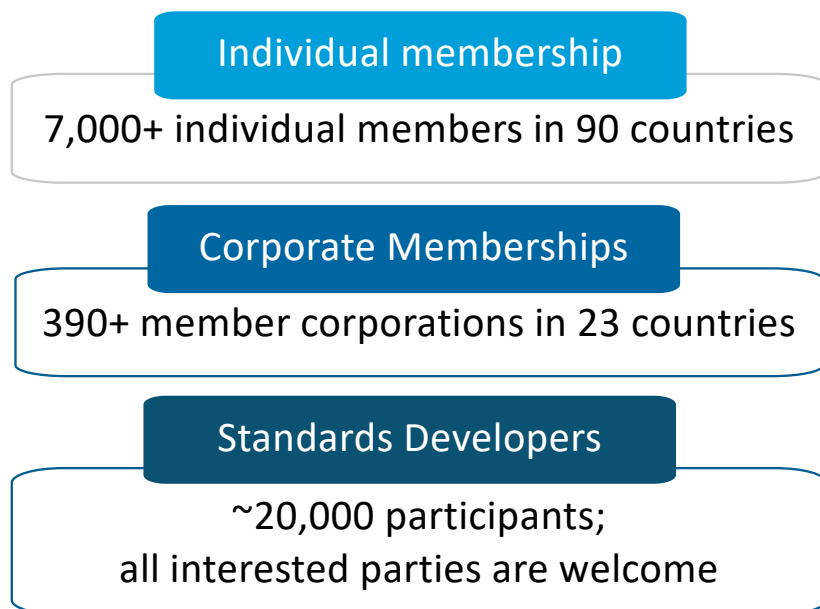 Individual membership
7,000+ individual members in 90 countries
Corporate Memberships
390+ member corporations in 23 countries
Standards Developers
~20,000 participants;
all interested parties are welcome